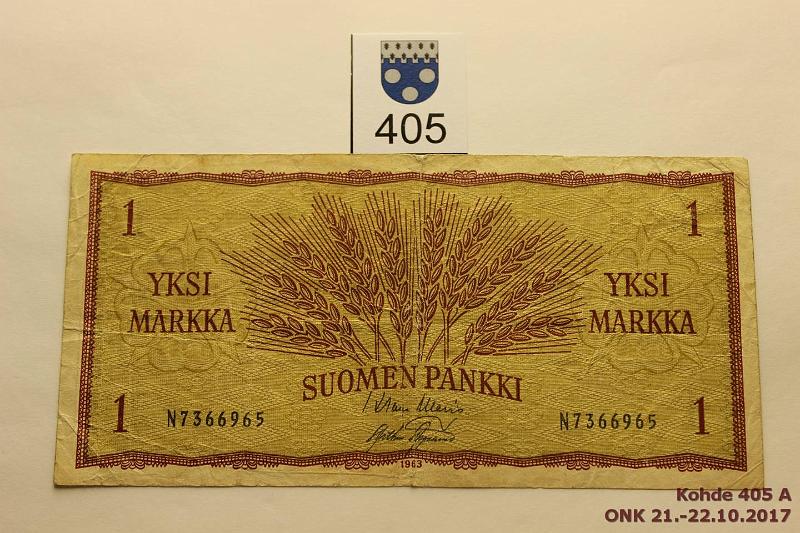 405
1
1
YKSI
MARKKA
YKSI
MARKKA
SUOMEN PANKKI
1
N7366965
N7366965
1
1963
Kohde 405 A
ONK 21.-22.10.2017